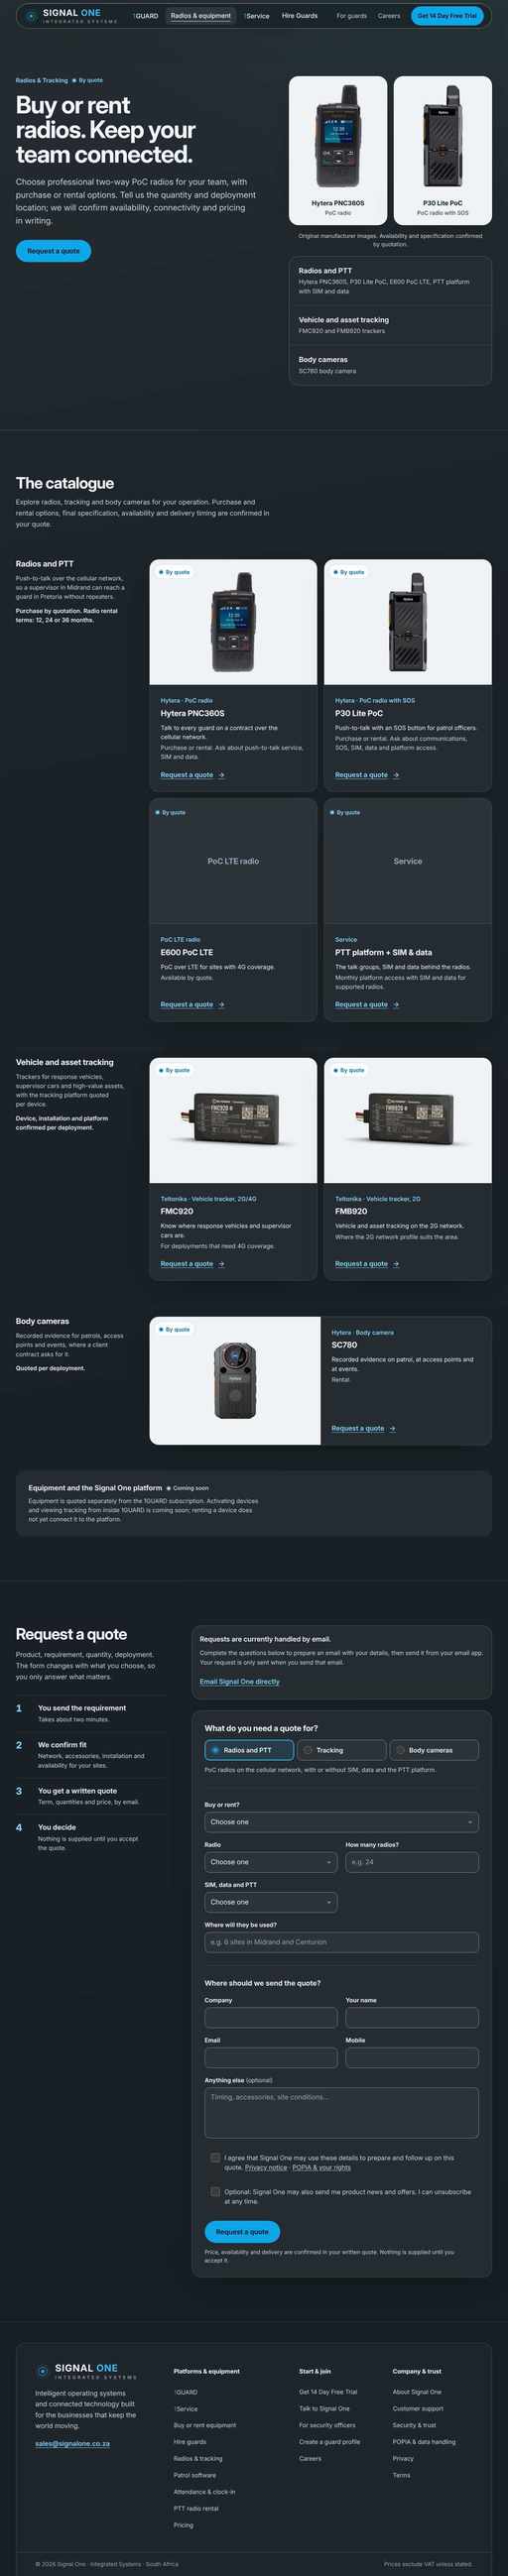 SIGNAL ONE
INTEGRATED SYSTEMS
1GUARD
Radios & equipment
1Service
Hire Guards
For guards
Careers
Get 14 Day Free Trial
Radios & Tracking
By quote
Buy or rent
radios. Keep your
team connected.
Choose professional two-way PoC radios for your team, with
purchase or rental options. Tell us the quantity and deployment
location; we will confirm availability, connectivity and pricing
in writing.
Request a quote
Hytera PNC360S
PoC radio
P30 Lite PoC
PoC radio with SOS
Original manufacturer images. Availability and specification confirmed
by quotation.
Radios and PTT
Hytera PNC360S, P30 Lite PoC, E600 PoC LTE, PTT platform
with SIM and data
Vehicle and asset tracking
FMC920 and FMB920 trackers
Body cameras
SC780 body camera
The catalogue
Explore radios, tracking and body cameras for your operation. Purchase and
rental options, final specification, availability and delivery timing are confirmed in
your quote.
Radios and PTT
Push-to-talk over the cellular network,
so a supervisor in Midrand can reach a
guard in Pretoria without repeaters.
Purchase by quotation. Radio rental
terms: 12, 24 or 36 months.
By quote
Hytera · PoC radio
Hytera PNC360S
Talk to every guard on a contract over the
cellular network.
Purchase or rental. Ask about push-to-talk service,
SIM and data.
Request a quote →
By quote
Hytera · PoC radio with SOS
P30 Lite PoC
Push-to-talk with an SOS button for patrol officers.
Purchase or rental. Ask about communications,
SOS, SIM, data and platform access.
Request a quote →
By quote
PoC LTE radio
PoC LTE radio
E600 PoC LTE
PoC over LTE for sites with 4G coverage.
Available by quote.
Request a quote →
By quote
Service
Service
PTT platform + SIM & data
The talk groups, SIM and data behind the radios.
Monthly platform access with SIM and data for
supported radios.
Request a quote →
Vehicle and asset tracking
Trackers for response vehicles,
supervisor cars and high-value assets,
with the tracking platform quoted
per device.
Device, installation and platform
confirmed per deployment.
By quote
FMC920
Teltonika · Vehicle tracker, 2G/4G
FMC920
Know where response vehicles and supervisor
cars are.
For deployments that need 4G coverage.
Request a quote →
By quote
Teltonika · Vehicle tracker, 2G
FMB920
Vehicle and asset tracking on the 2G network.
Where the 2G network profile suits the area.
Request a quote →
Body cameras
Recorded evidence for patrols, access
points and events, where a client
contract asks for it.
Quoted per deployment.
By quote
Hytera · Body camera
SC780
Recorded evidence on patrol, at access points and
at events.
Rental.
Request a quote →
Equipment and the Signal One platform
Coming soon
Equipment is quoted separately from the 1GUARD subscription. Activating devices
and viewing tracking from inside 1GUARD is coming soon; renting a device does
not yet connect it to the platform.
Request a quote
Product, requirement, quantity, deployment.
The form changes with what you choose, so
you only answer what matters.
1 You send the requirement
Takes about two minutes.
2 We confirm fit
Network, accessories, installation and
availability for your sites.
3 You get a written quote
Term, quantities and price, by email.
4 You decide
Nothing is supplied until you accept
the quote.
Requests are currently handled by email.
Complete the questions below to prepare an email with your details, then send it from your email app.
Your request is only sent when you send that email.
Email Signal One directly
What do you need a quote for?
Radios and PTT
Tracking
Body cameras
PoC radios on the cellular network, with or without SIM, data and the PTT platform.
Buy or rent?
Choose one
Radio
How many radios?
Choose one
e.g. 24
SIM, data and PTT
Choose one
Where will they be used?
e.g. 8 sites in Midrand and Centurion
Where should we send the quote?
Company
Your name
Email
Mobile
Anything else (optional)
Timing, accessories, site conditions...
I agree that Signal One may use these details to prepare and follow up on this
quote. Privacy notice · POPIA & your rights
Optional: Signal One may also send me product news and offers. I can unsubscribe
at any time.
Request a quote
Price, availability and delivery are confirmed in your written quote. Nothing is supplied until you
accept it.
SIGNAL ONE
INTEGRATED SYSTEMS
Intelligent operating systems
and connected technology built
for the businesses that keep the
world moving.
sales@signalone.co.za
Platforms & equipment
1GUARD
1Service
Buy or rent equipment
Hire guards
Radios & tracking
Patrol software
Attendance & clock-in
PTT radio rental
Pricing
Start & join
Get 14 Day Free Trial
Talk to Signal One
For security officers
Create a guard profile
Careers
Company & trust
About Signal One
Customer support
Security & trust
POPIA & data handling
Privacy
Terms
© 2026 Signal One · Integrated Systems · South Africa
Prices exclude VAT unless stated.